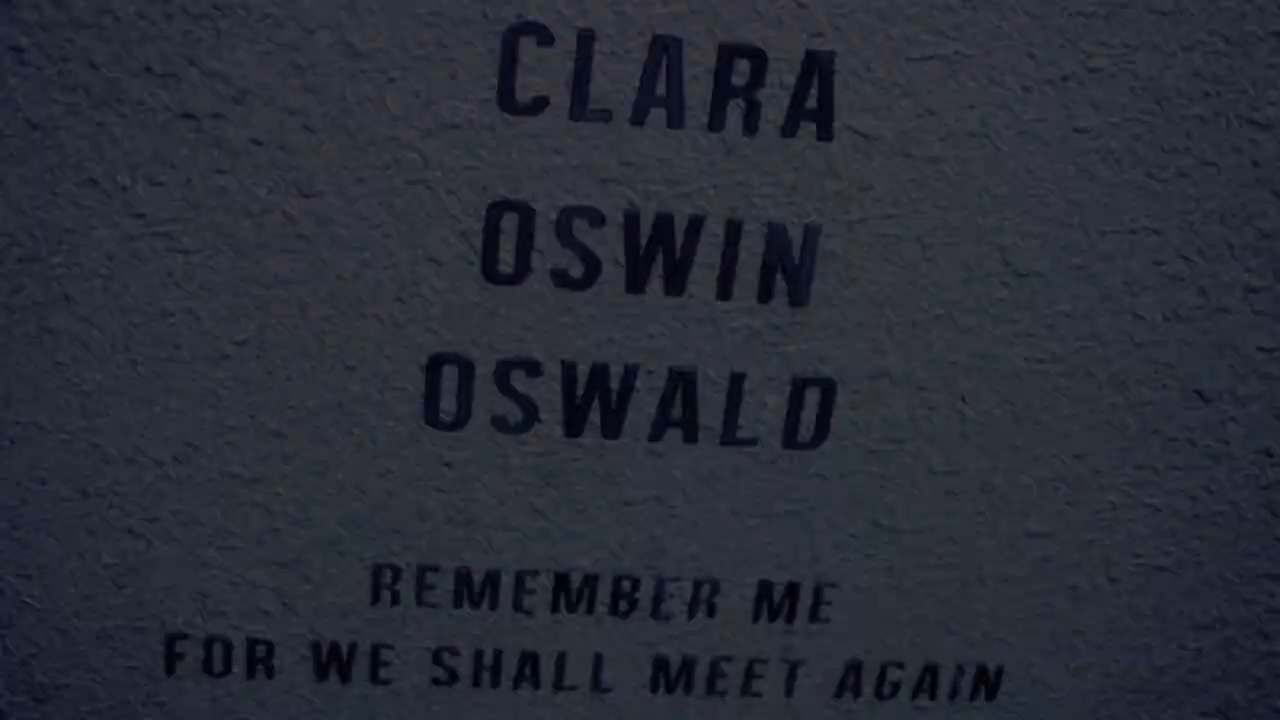 CLARA
OSWIN
OSWALD
REMEMBER ME
FOR WE SHALL MEET AGAIN